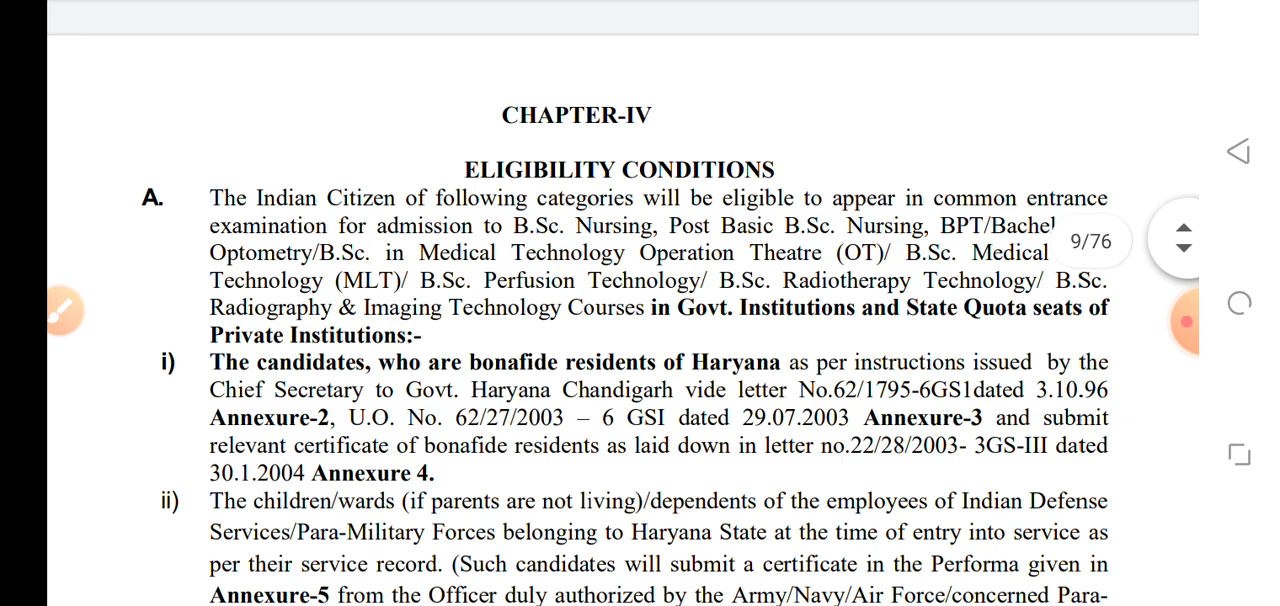 CHAPTER-IV
ELIGIBILITY CONDITIONS
A. The Indian Citizen of following categories will be eligible to appear in common entrance
examination for admission to B.Sc. Nursing, Post Basic B.Sc. Nursing, BPT/Bachel
9/76
Optometry/B.Sc. in Medical Technology Operation Theatre (OT)/ B.Sc. Medical
Technology (MLT)/ B.Sc. Perfusion Technology/ B.Sc. Radiotherapy Technology/ B.Sc.
Radiography & Imaging Technology Courses in Govt. Institutions and State Quota seats of
Private Institutions:-
i) The candidates, who are bonafide residents of Haryana as per instructions issued by the
Chief Secretary to Govt. Haryana Chandigarh vide letter No.62/1795-6GS1dated 3.10.96
Annexure-2, U.O. No. 62/27/2003 – 6 GSI dated 29.07.2003 Annexure-3 and submit
relevant certificate of bonafide residents as laid down in letter no.22/28/2003- 3GS-III dated
30.1.2004 Annexure 4.
ii) The children/wards (if parents are not living)/dependents of the employees of Indian Defense
Services/Para-Military Forces belonging to Haryana State at the time of entry into service as
per their service record. (Such candidates will submit a certificate in the Performa given in
Annexure-5 from the Officer duly authorized by the Army/Navy/Air Force/concerned Para-